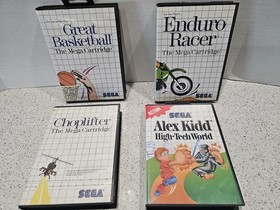 Great
Basketball
The Mega Cartridge
SEGA
Enduro
Racer
The Mega Cartridge
SEGA
Choplifter
The Mega Cartridge
SEGA
SEGA
Alex Kidd
High-Tech World